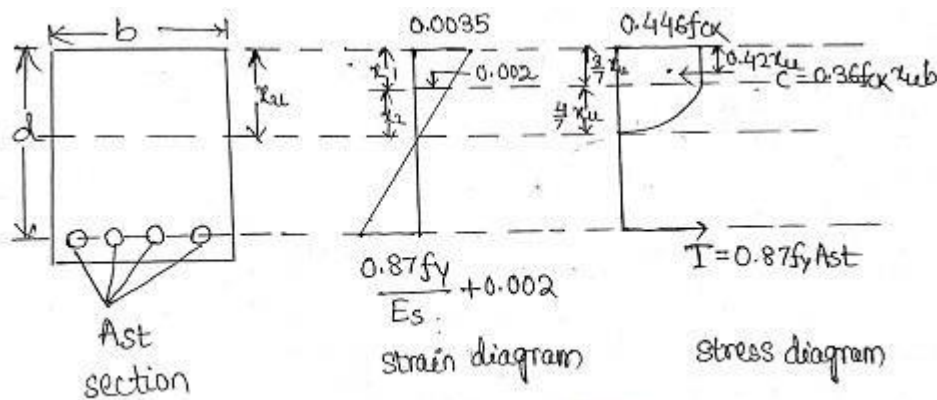 b
d
xu
Ast
section
0.0035
x1
0.002
x2
0.87fy
Es
+0.002
strain diagram
0.446fck
3/7 xu
0.42xu
C = 0.36fck xub
4/7 xu
T = 0.87fy Ast
stress diagram